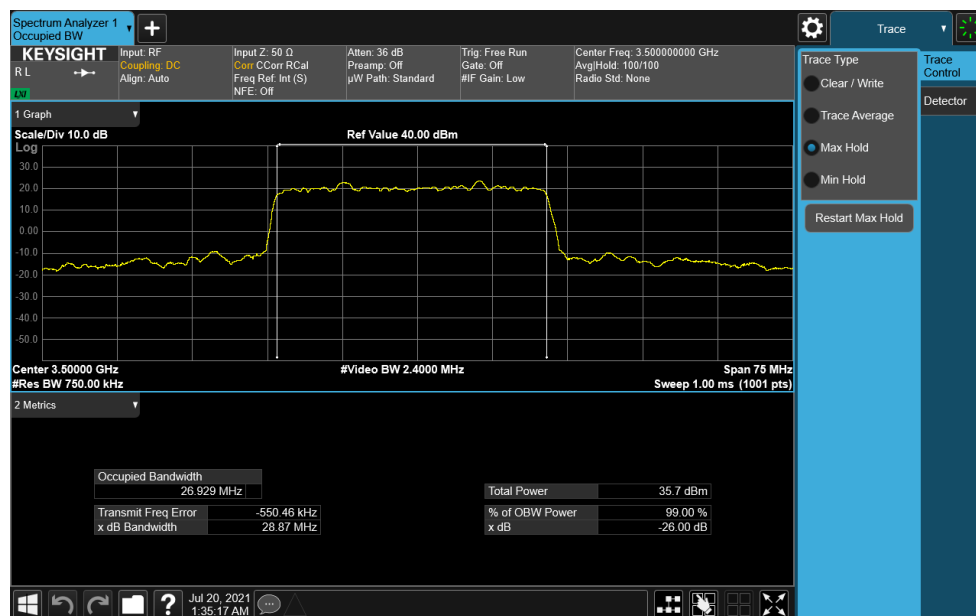 Spectrum Analyzer 1
Occupied BW
Trace
KEYSIGHT
R L
LXI
Input: RF
Coupling: DC
Align: Auto
Input Z: 50 Ω
Corr CCorr RCal
Freq Ref: Int (S)
NFE: Off
Atten: 36 dB
Preamp: Off
µW Path: Standard
Trig: Free Run
Gate: Off
#IF Gain: Low
Center Freq: 3.500000000 GHz
Avg|Hold: 100/100
Radio Std: None
Trace Type
Clear / Write
Trace Average
Max Hold
Min Hold
Restart Max Hold
Trace
Control
Detector
1 Graph
Scale/Div 10.0 dB
Ref Value 40.00 dBm
Log
30.0
20.0
10.0
0.00
-10.0
-20.0
-30.0
-40.0
-50.0
Center 3.50000 GHz
#Video BW 2.4000 MHz
Span 75 MHz
#Res BW 750.00 kHz
Sweep 1.00 ms (1001 pts)
2 Metrics
Occupied Bandwidth
26.929 MHz
Total Power 35.7 dBm
Transmit Freq Error -550.46 kHz
% of OBW Power 99.00 %
x dB Bandwidth 28.87 MHz
x dB -26.00 dB
?
Jul 20, 2021
1:35:17 AM